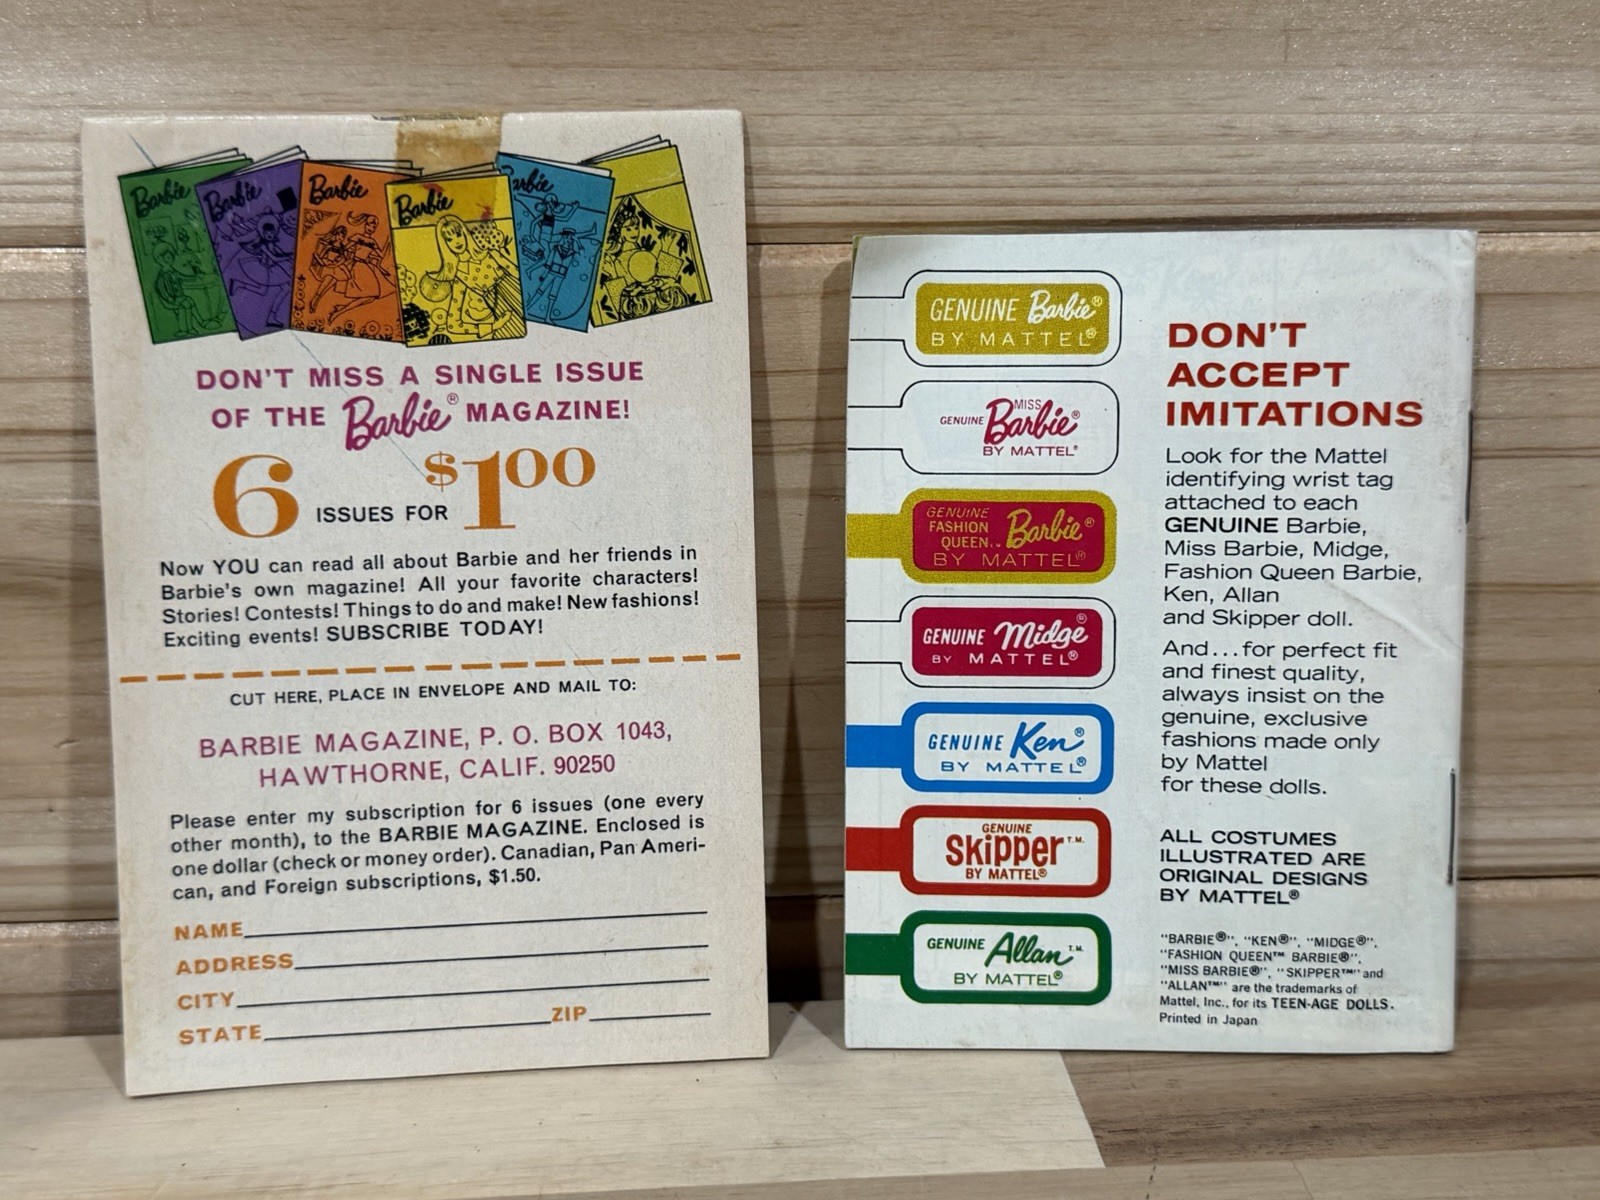 Barbie
Barbie
Barbie
Barbie
Barbie
DON'T MISS A SINGLE ISSUE
OF THE Barbie® MAGAZINE!
6 ISSUES FOR $1.00
Now YOU can read all about Barbie and her friends in
Barbie's own magazine! All your favorite characters!
Stories! Contests! Things to do and make! New fashions!
Exciting events! SUBSCRIBE TODAY!
CUT HERE, PLACE IN ENVELOPE AND MAIL TO:
BARBIE MAGAZINE, P. O. BOX 1043,
HAWTHORNE, CALIF. 90250
Please enter my subscription for 6 issues (one every
other month), to the BARBIE MAGAZINE. Enclosed is
one dollar (check or money order). Canadian, Pan Ameri-
can, and Foreign subscriptions, $1.50.
NAME
ADDRESS
CITY
STATE ZIP
GENUINE Barbie®
BY MATTEL®
MISS
GENUINE Barbie®
BY MATTEL®
GENUINE
FASHION
QUEEN™ Barbie®
BY MATTEL®
GENUINE Midge®
BY MATTEL®
GENUINE Ken®
BY MATTEL®
GENUINE
Skipper T.M.
BY MATTEL®
GENUINE Allan T.M.
BY MATTEL®
DON'T
ACCEPT
IMITATIONS
Look for the Mattel
identifying wrist tag
attached to each
GENUINE Barbie,
Miss Barbie, Midge,
Fashion Queen Barbie,
Ken, Allan
and Skipper doll.
And...for perfect fit
and finest quality,
always insist on the
genuine, exclusive
fashions made only
by Mattel
for these dolls.
ALL COSTUMES
ILLUSTRATED ARE
ORIGINAL DESIGNS
BY MATTEL®
"BARBIE®", "KEN®", "MIDGE®",
"FASHION QUEEN™ BARBIE®",
"MISS BARBIE®", "SKIPPER™" and
"ALLAN™" are the trademarks of
Mattel, Inc., for its TEEN-AGE DOLLS.
Printed in Japan